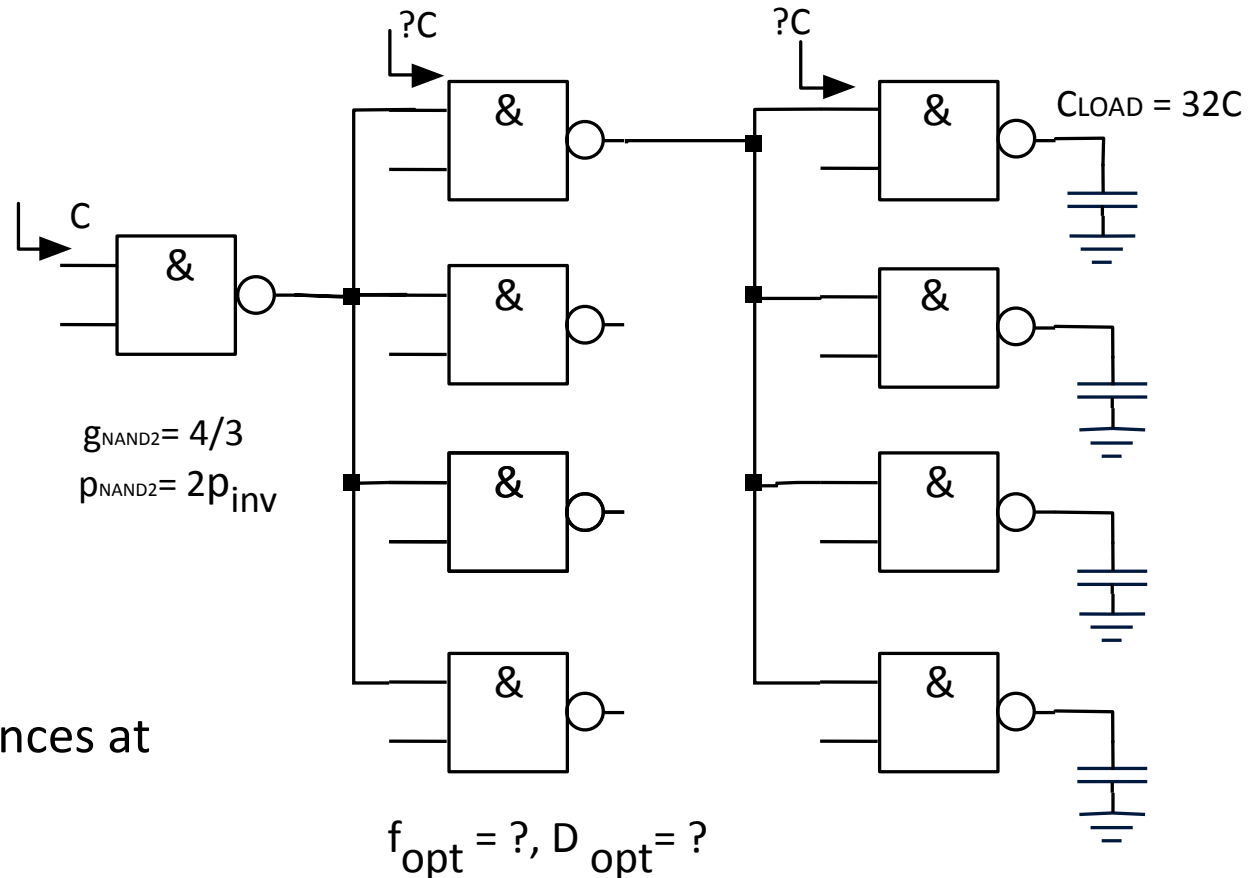 ?C
?C
& & CLOAD = 32C
C
& & &
gNAND2= 4/3
pNAND2= 2pinv
& &
& &
nces at
fopt = ?, D opt= ?